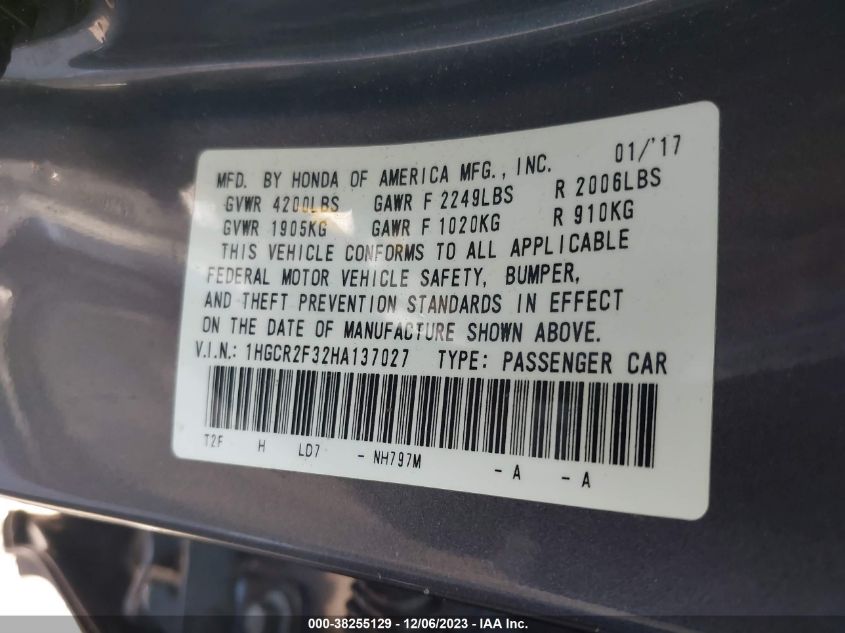 MFD. BY HONDA OF AMERICA MFG., INC. 01/'17
GVWR 4200LBS GAWR F 2249LBS R 2006LBS
GVWR 1905KG GAWR F 1020KG R 910KG
THIS VEHICLE CONFORMS TO ALL APPLICABLE
FEDERAL MOTOR VEHICLE SAFETY, BUMPER,
AND THEFT PREVENTION STANDARDS IN EFFECT
ON THE DATE OF MANUFACTURE SHOWN ABOVE.
V.I.N.: 1HGCR2F32HA137027 TYPE: PASSENGER CAR
T2F H LD7 - NH797M - A - A
000-38255129 - 12/06/2023 - IAA Inc.